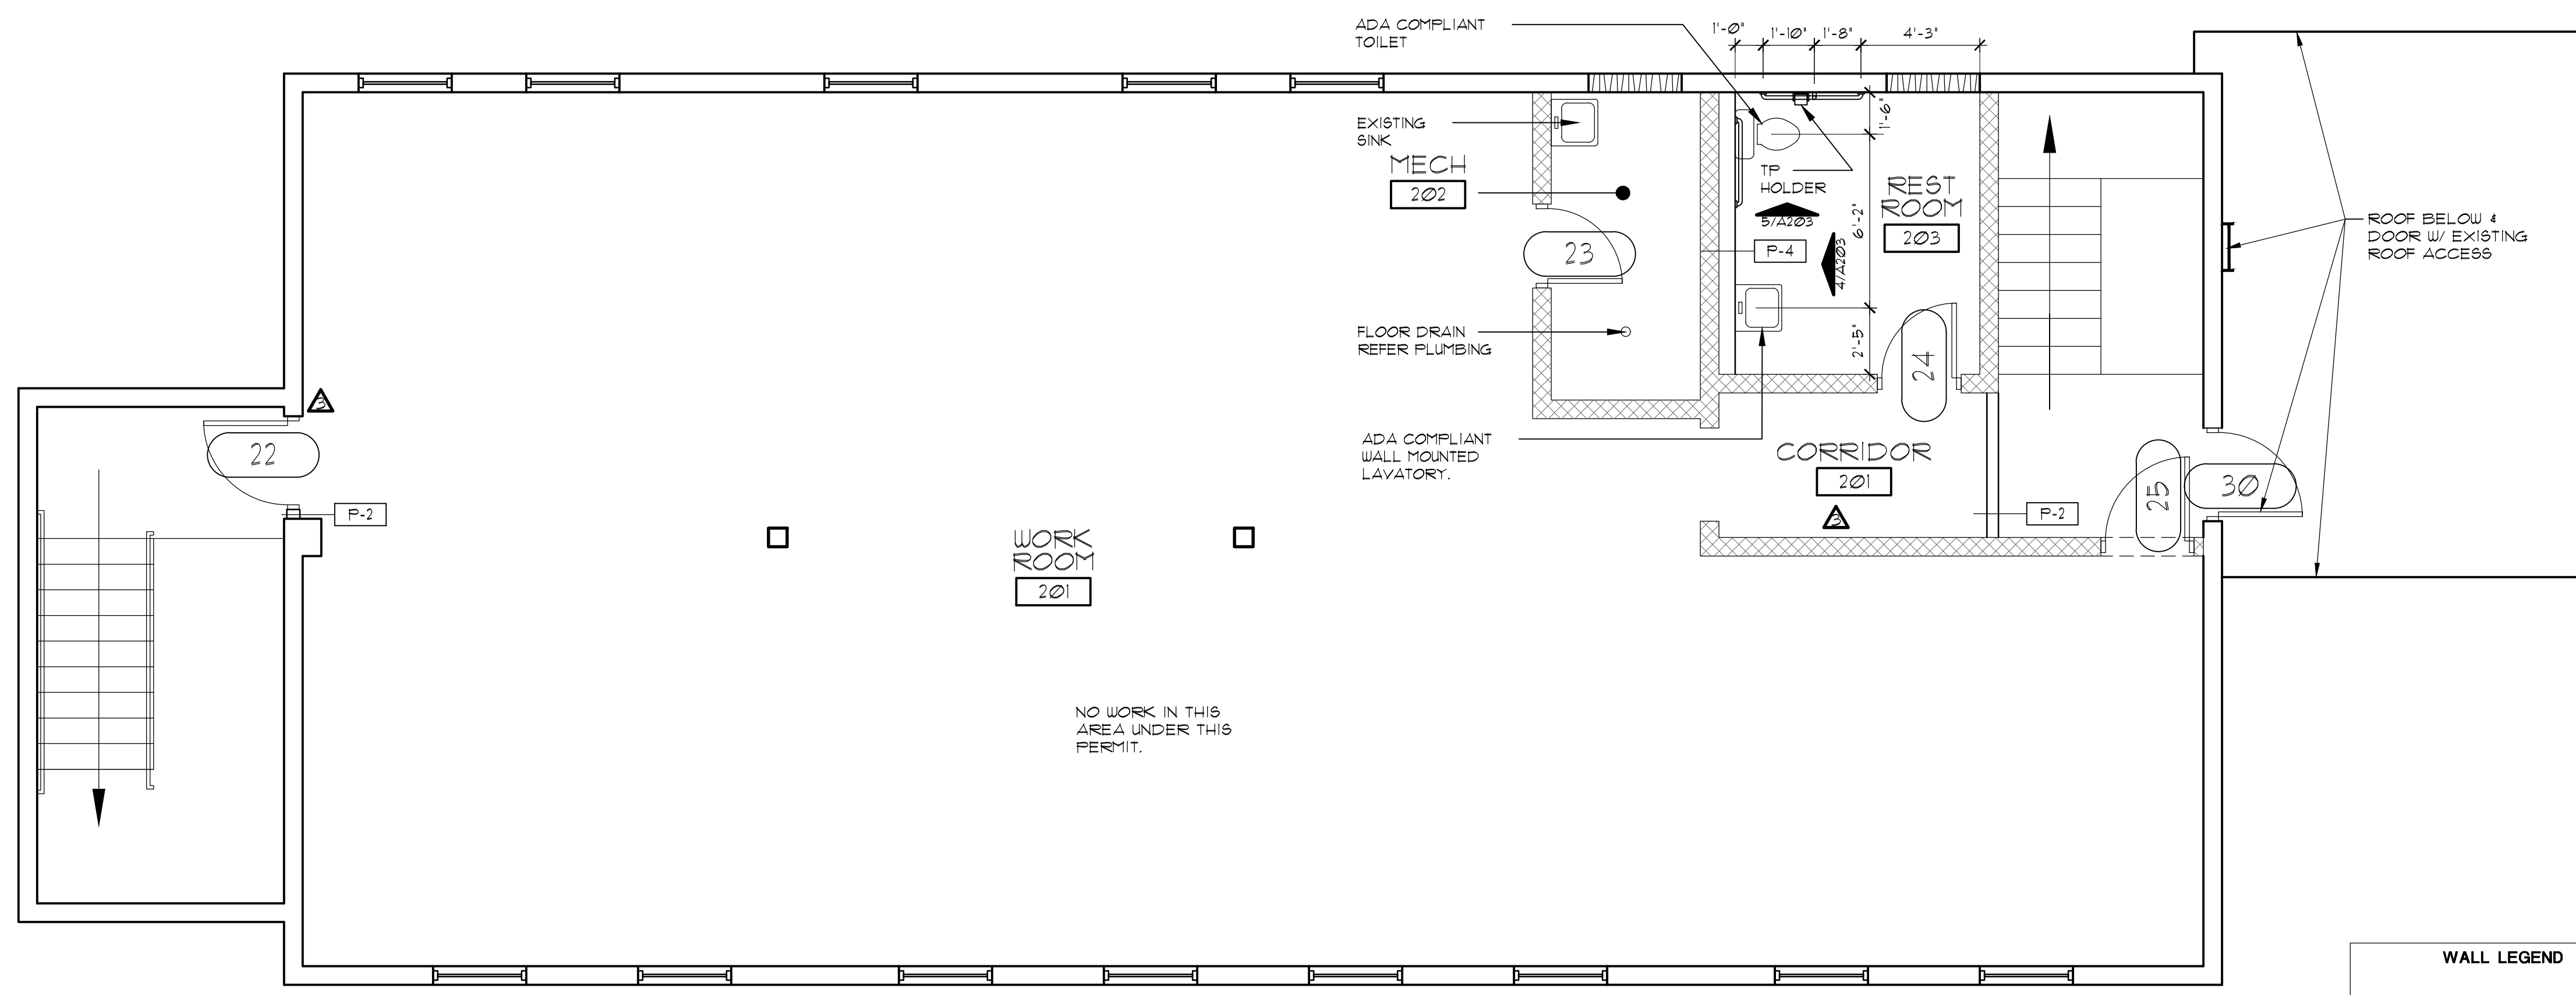 ADA COMPLIANT
TOILET
1'-0"
1'-10"
1'-8"
4'-3"
EXISTING
SINK
MECH
202
1'-6"
TP
HOLDER
5/A203
REST
ROOM
203
6'-2"
4/A203
P-4
23
ROOF BELOW &
DOOR W/ EXISTING
ROOF ACCESS
FLOOR DRAIN
REFER PLUMBING
2'-5"
24
3
22
P-2
ADA COMPLIANT
WALL MOUNTED
LAVATORY.
CORRIDOR
201
3
P-2
25
30
WORK
ROOM
201
NO WORK IN THIS
AREA UNDER THIS
PERMIT.
WALL LEGEND